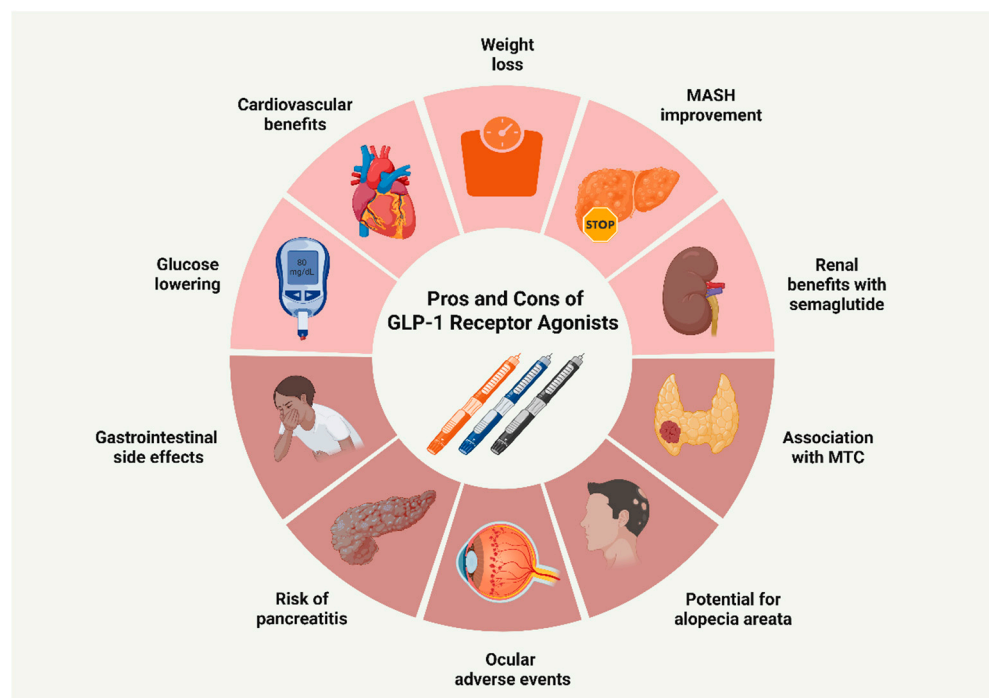 Weight
loss
MASH
improvement
Cardiovascular
benefits
STOP
Glucose
lowering
80
mg/dL
Renal
benefits with
semaglutide
Pros and Cons of
GLP-1 Receptor Agonists
Gastrointestinal
side effects
Association
with MTC
Risk of
pancreatitis
Potential for
alopecia areata
Ocular
adverse events